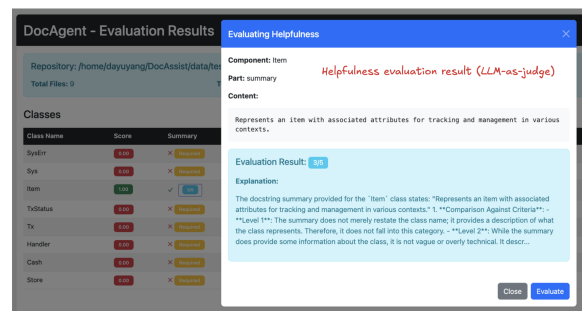 DocAgent - Evaluation Results
Evaluating Helpfulness
Repository: /home/dayuyang/DocAssist/data/tes
Total Files: 9
Component: Item
Helpfulness evaluation result (LLM-as-judge)
Part: summary
Content:
Represents an item with associated attributes for tracking and management in various
contexts.
Classes
Class Name Score Summary
SysErr 0.00 × Required
Sys 0.00 × Required
Item 1.00 ✓ 3/5
TxStatus 0.00 × Required
Tx 0.00 × Required
Handler 0.00 × Required
Cash 0.00 × Required
Store 0.00 × Required
Evaluation Result: 3/5
Explanation:
The docstring summary provided for the `Item` class states: "Represents an item with associated
attributes for tracking and management in various contexts." 1. **Comparison Against Criteria**: -
**Level 1**: The summary does not merely restate the class name; it provides a description of what
the class represents. Therefore, it does not fall into this category. - **Level 2**: While the summary
does provide some information about the class, it is not vague or overly technical. It descr...
Close Evaluate